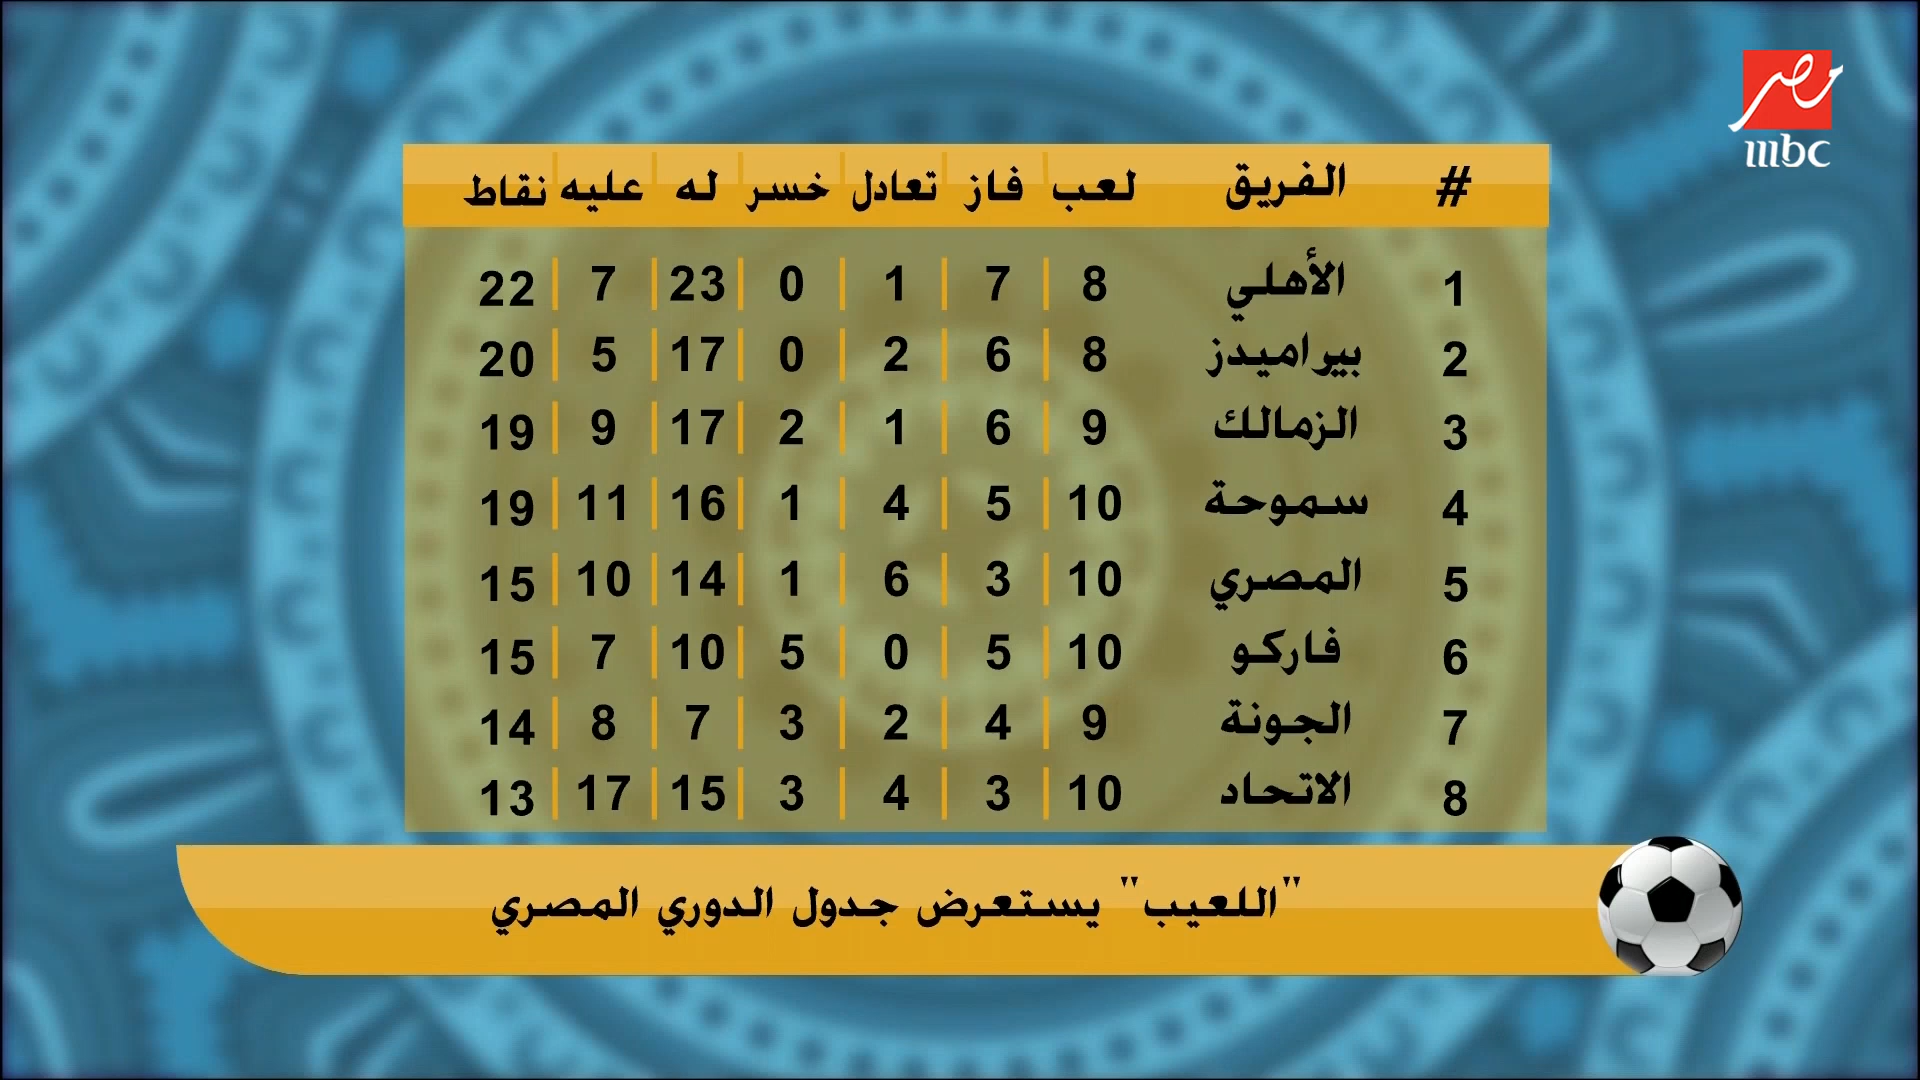 مصر
mbc
# الفريق لعب فاز تعادل خسر له عليه نقاط
1 الأهلي 8 7 1 0 23 7 22
2 بيراميدز 8 6 2 0 17 5 20
3 الزمالك 9 6 1 2 17 9 19
4 سموحة 10 5 4 1 16 11 19
5 المصري 10 3 6 1 14 10 15
6 فاركو 10 5 0 5 10 7 15
7 الجونة 9 4 2 3 7 8 14
8 الاتحاد 10 3 4 3 15 17 13
"اللعيب" يستعرض جدول الدوري المصري